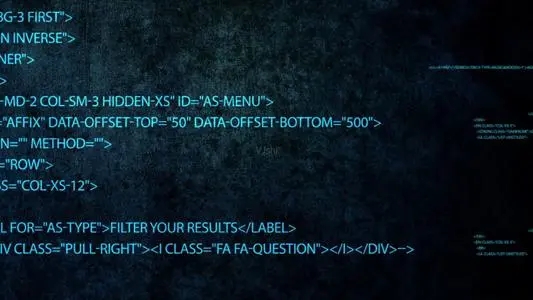 BG-3 FIRST">
N INVERSE">
NER">
>
-MD-2 COL-SM-3 HIDDEN-XS" ID="AS-MENU">
="AFFIX" DATA-OFFSET-TOP="50" DATA-OFFSET-BOTTOM="500">
N="" METHOD="">
="ROW">
SS="COL-XS-12">
L FOR="AS-TYPE">FILTER YOUR RESULTS</LABEL>
IV CLASS="PULL-RIGHT"><I CLASS="FA FA-QUESTION"></I></DIV>-->